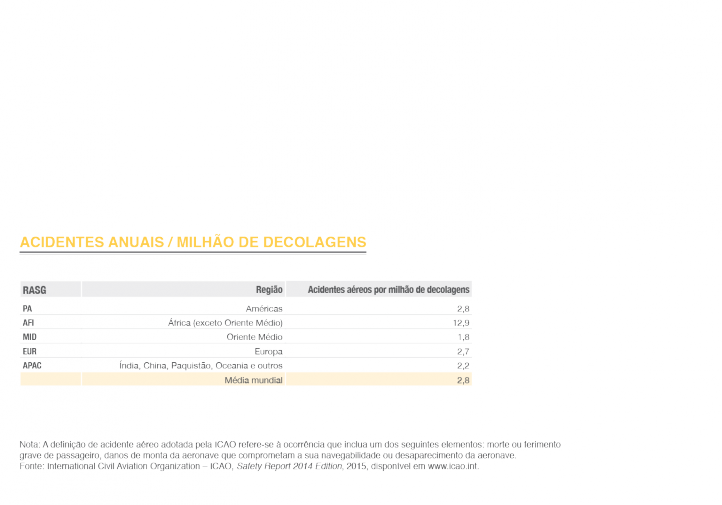 ACIDENTES ANUAIS / MILHÃO DE DECOLAGENS
RASG Região Acidentes aéreos por milhão de decolagens
PA Américas 2,8
AFI África (exceto Oriente Médio) 12,9
MID Oriente Médio 1,8
EUR Europa 2,7
APAC Índia, China, Paquistão, Oceania e outros 2,2
Média mundial 2,8
Nota: A definição de acidente aéreo adotada pela ICAO refere-se à ocorrência que inclua um dos seguintes elementos: morte ou ferimento
grave de passageiro, danos de monta da aeronave que comprometam a sua navegabilidade ou desaparecimento da aeronave.
Fonte: International Civil Aviation Organization – ICAO, Safety Report 2014 Edition, 2015, disponível em www.icao.int.